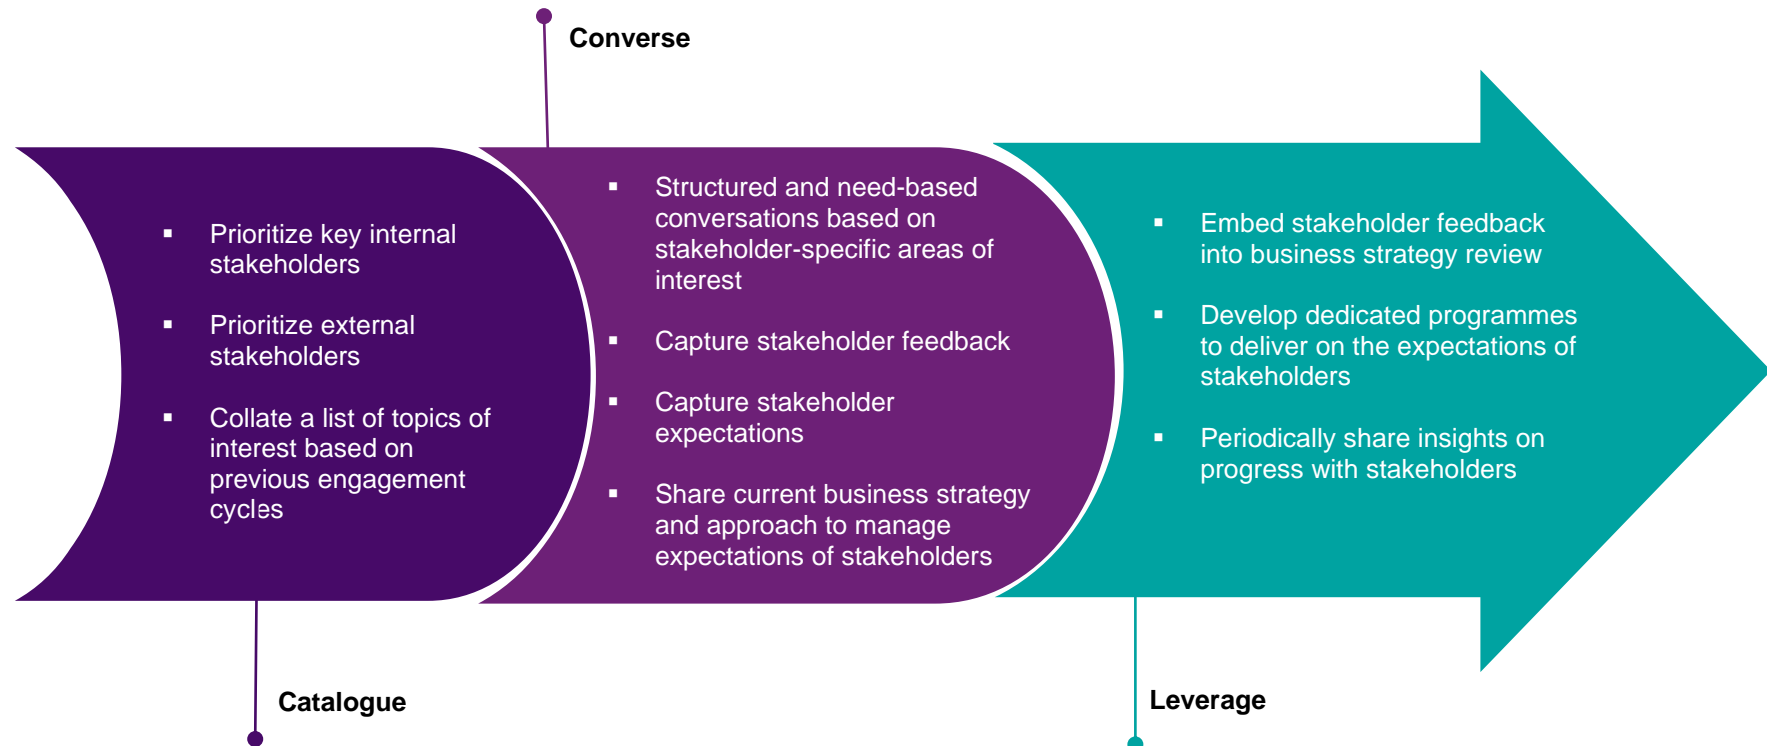 Converse
▪ Prioritize key internal
stakeholders
▪ Prioritize external
stakeholders
▪ Collate a list of topics of
interest based on
previous engagement
cycles
Catalogue
▪ Structured and need-based
conversations based on
stakeholder-specific areas of
interest
▪ Capture stakeholder feedback
▪ Capture stakeholder
expectations
▪ Share current business strategy
and approach to manage
expectations of stakeholders
▪ Embed stakeholder feedback
into business strategy review
▪ Develop dedicated programmes
to deliver on the expectations of
stakeholders
▪ Periodically share insights on
progress with stakeholders
Leverage